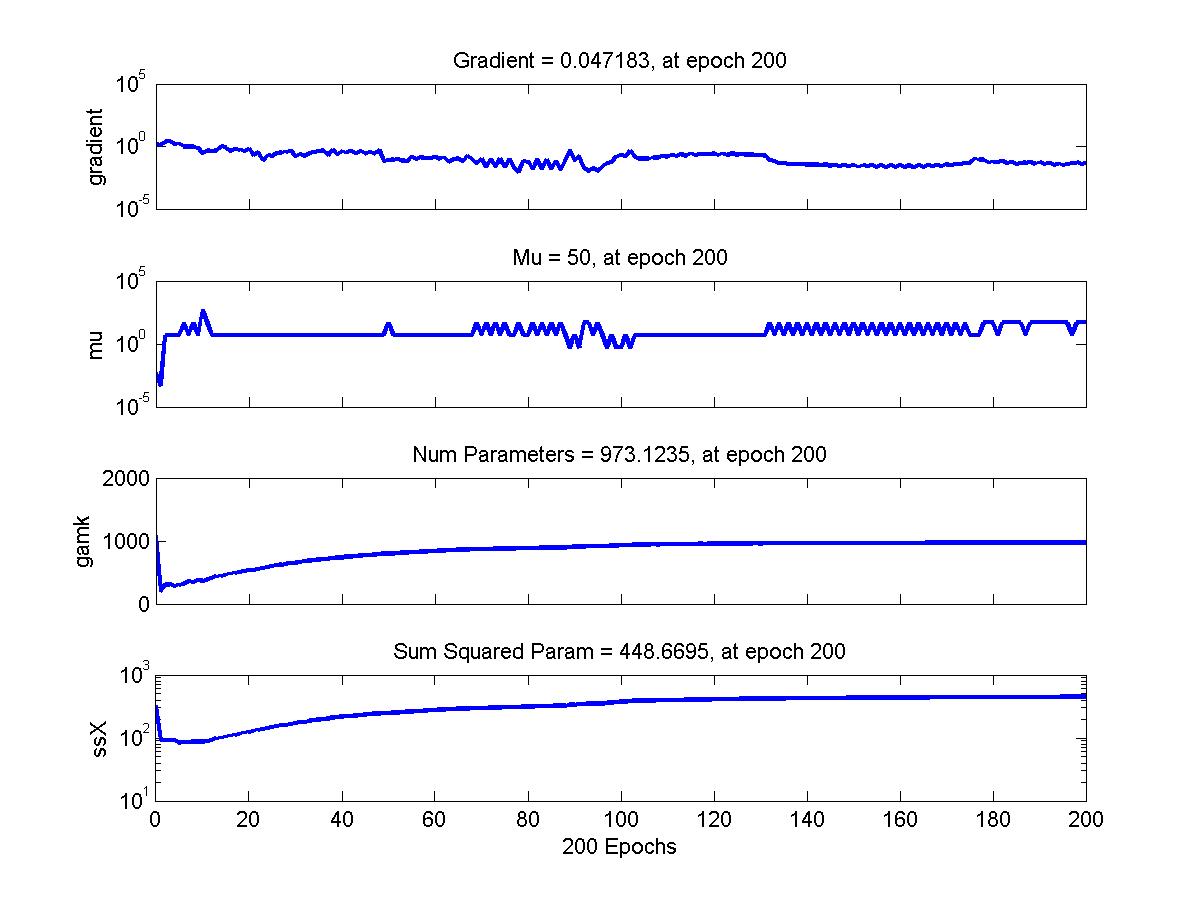 Gradient = 0.047183, at epoch 200
10^5
10^0
10^-5
gradient
Mu = 50, at epoch 200
10^5
10^0
10^-5
mu
Num Parameters = 973.1235, at epoch 200
2000
1000
0
gamk
Sum Squared Param = 448.6695, at epoch 200
10^3
10^2
10^1
ssX
0 20 40 60 80 100 120 140 160 180 200
200 Epochs